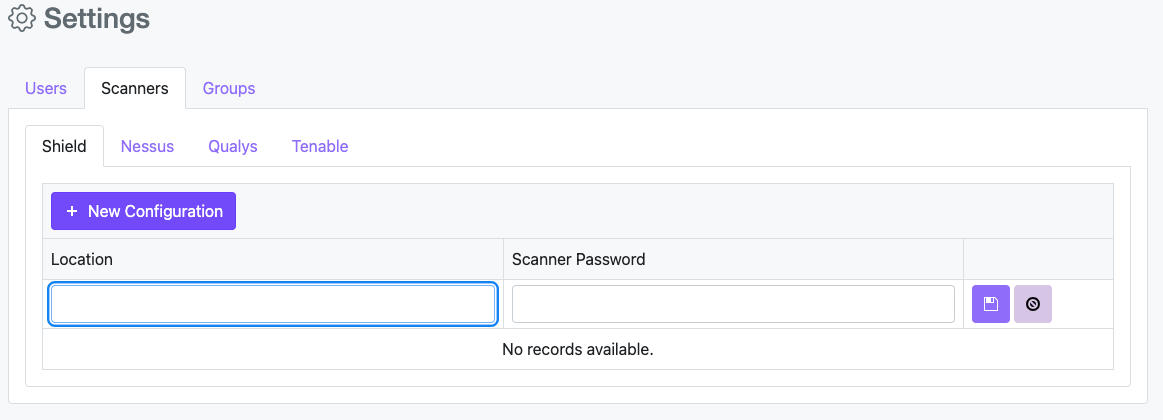 Settings
Users Scanners Groups
Shield Nessus Qualys Tenable
+ New Configuration
Location Scanner Password
No records available.